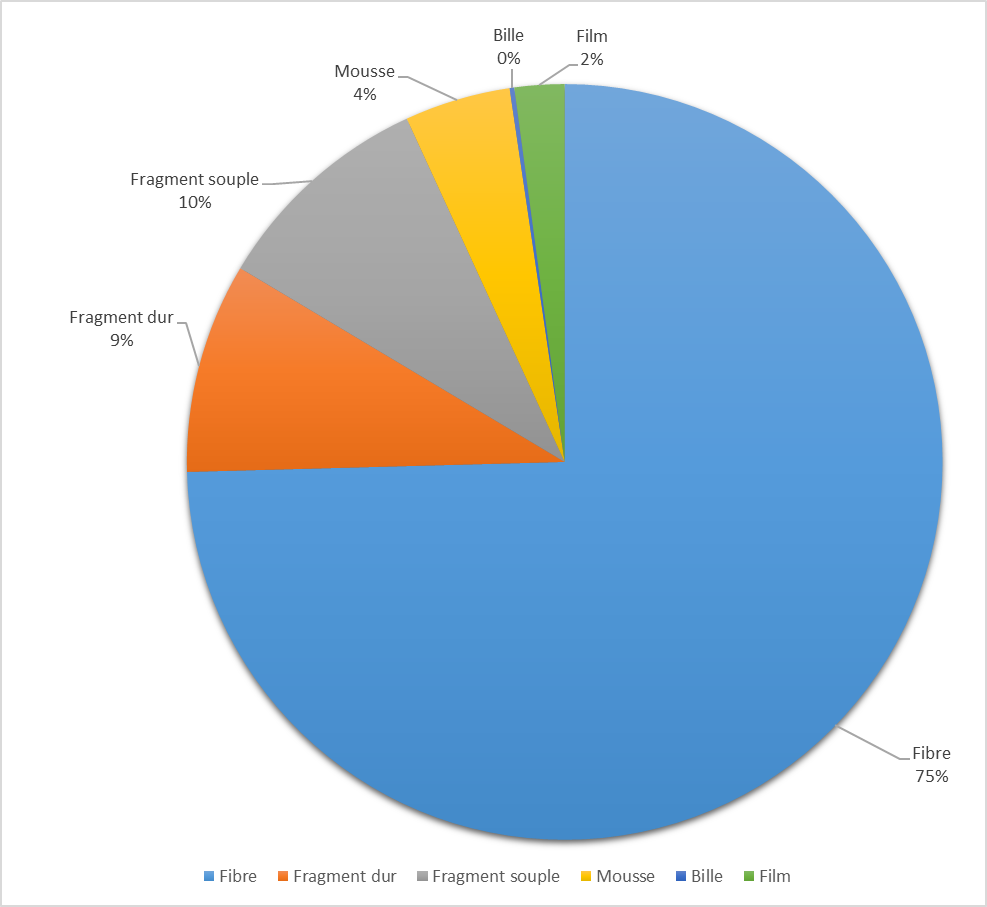 Bille
0%
Film
2%
Mousse
4%
Fragment souple
10%
Fragment dur
9%
Fibre
75%
Fibre Fragment dur Fragment souple Mousse Bille Film